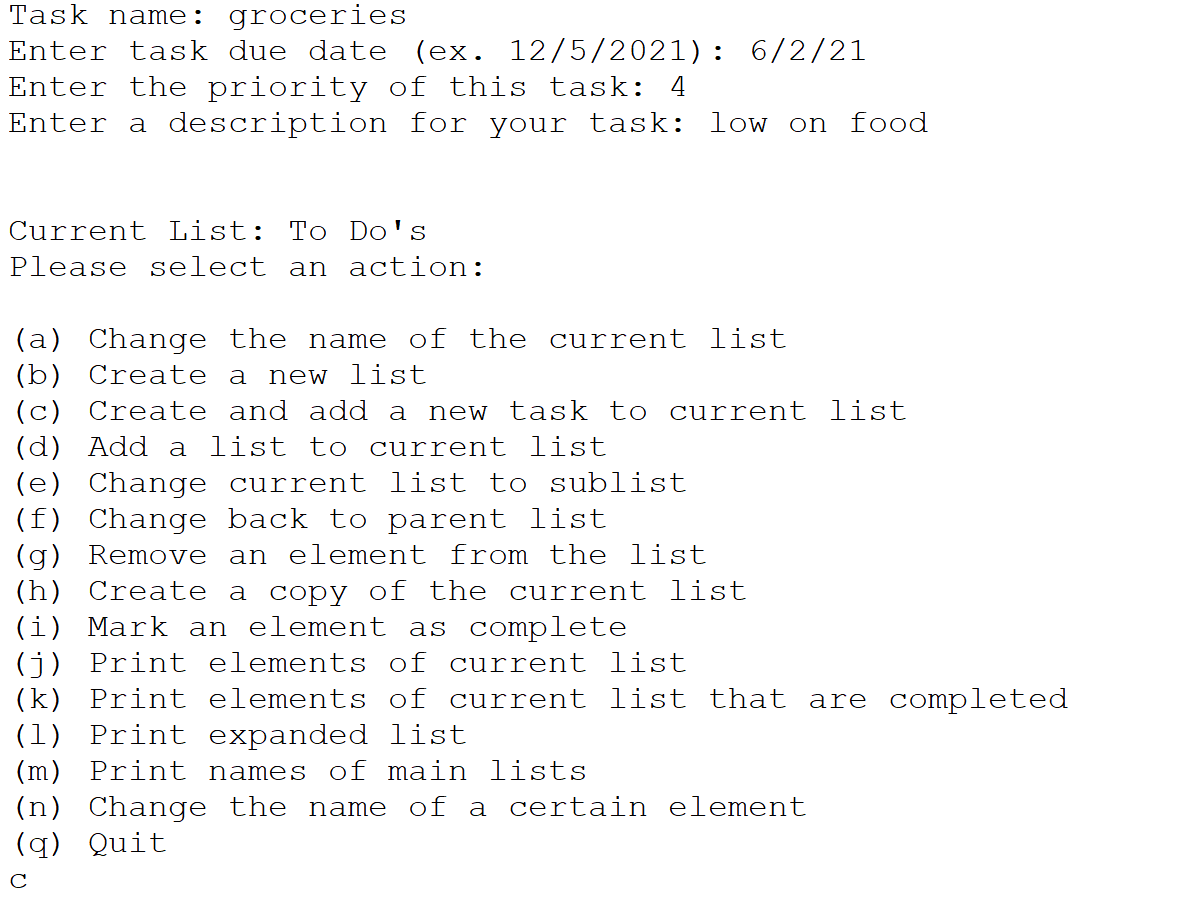 Task name: groceries
Enter task due date (ex. 12/5/2021): 6/2/21
Enter the priority of this task: 4
Enter a description for your task: low on food
Current List: To Do's
Please select an action:
(a) Change the name of the current list
(b) Create a new list
(c) Create and add a new task to current list
(d) Add a list to current list
(e) Change current list to sublist
(f) Change back to parent list
(g) Remove an element from the list
(h) Create a copy of the current list
(i) Mark an element as complete
(j) Print elements of current list
(k) Print elements of current list that are completed
(l) Print expanded list
(m) Print names of main lists
(n) Change the name of a certain element
(q) Quit
c